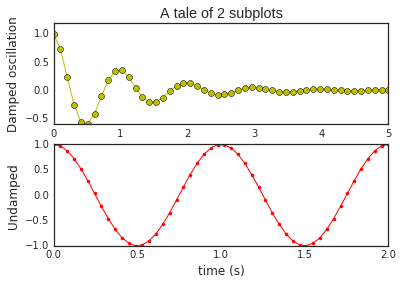 A tale of 2 subplots
Damped oscillation
1.0
0.5
0.0
−0.5
0 1 2 3 4 5
Undamped
1.0
0.5
0.0
−0.5
−1.0
0.0 0.5 1.0 1.5 2.0
time (s)